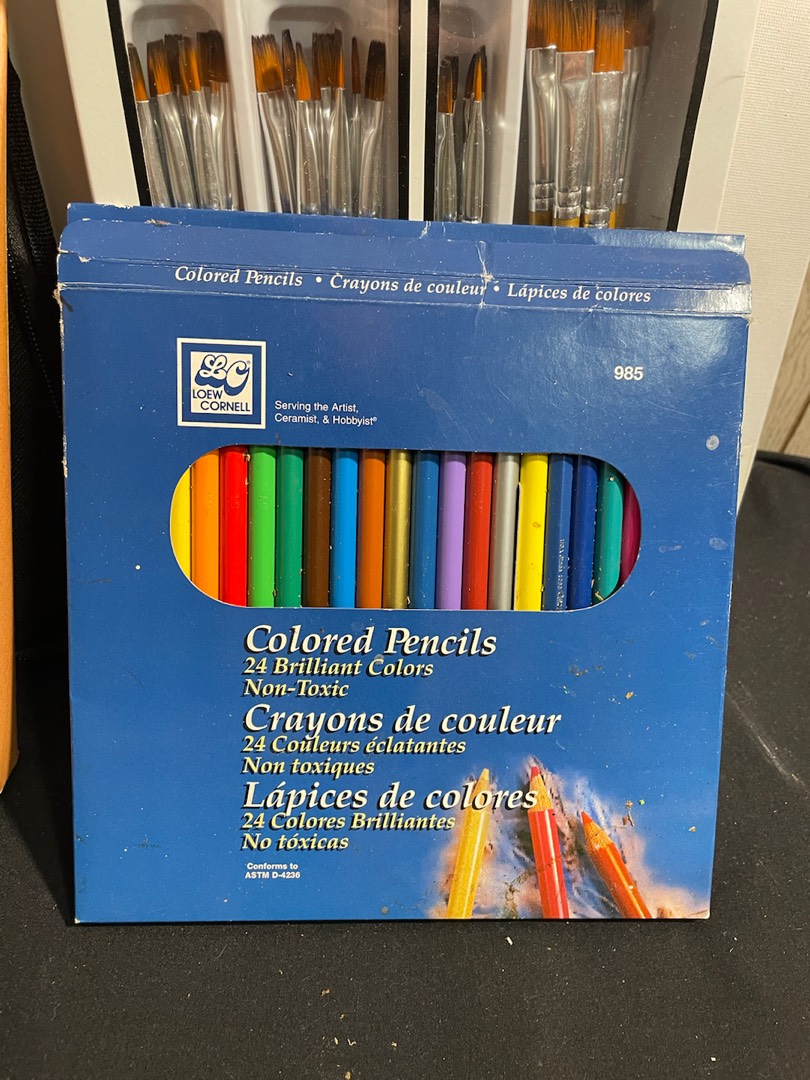 Colored Pencils • Crayons de couleur • Lápices de colores
985
LC®
LOEW
CORNELL
Serving the Artist,
Ceramist, & Hobbyist®
Colored Pencils
24 Brilliant Colors
Non-Toxic
Crayons de couleur
24 Couleurs éclatantes
Non toxiques
Lápices de colores
24 Colores Brilliantes
No tóxicas
Conforms to
ASTM D-4236